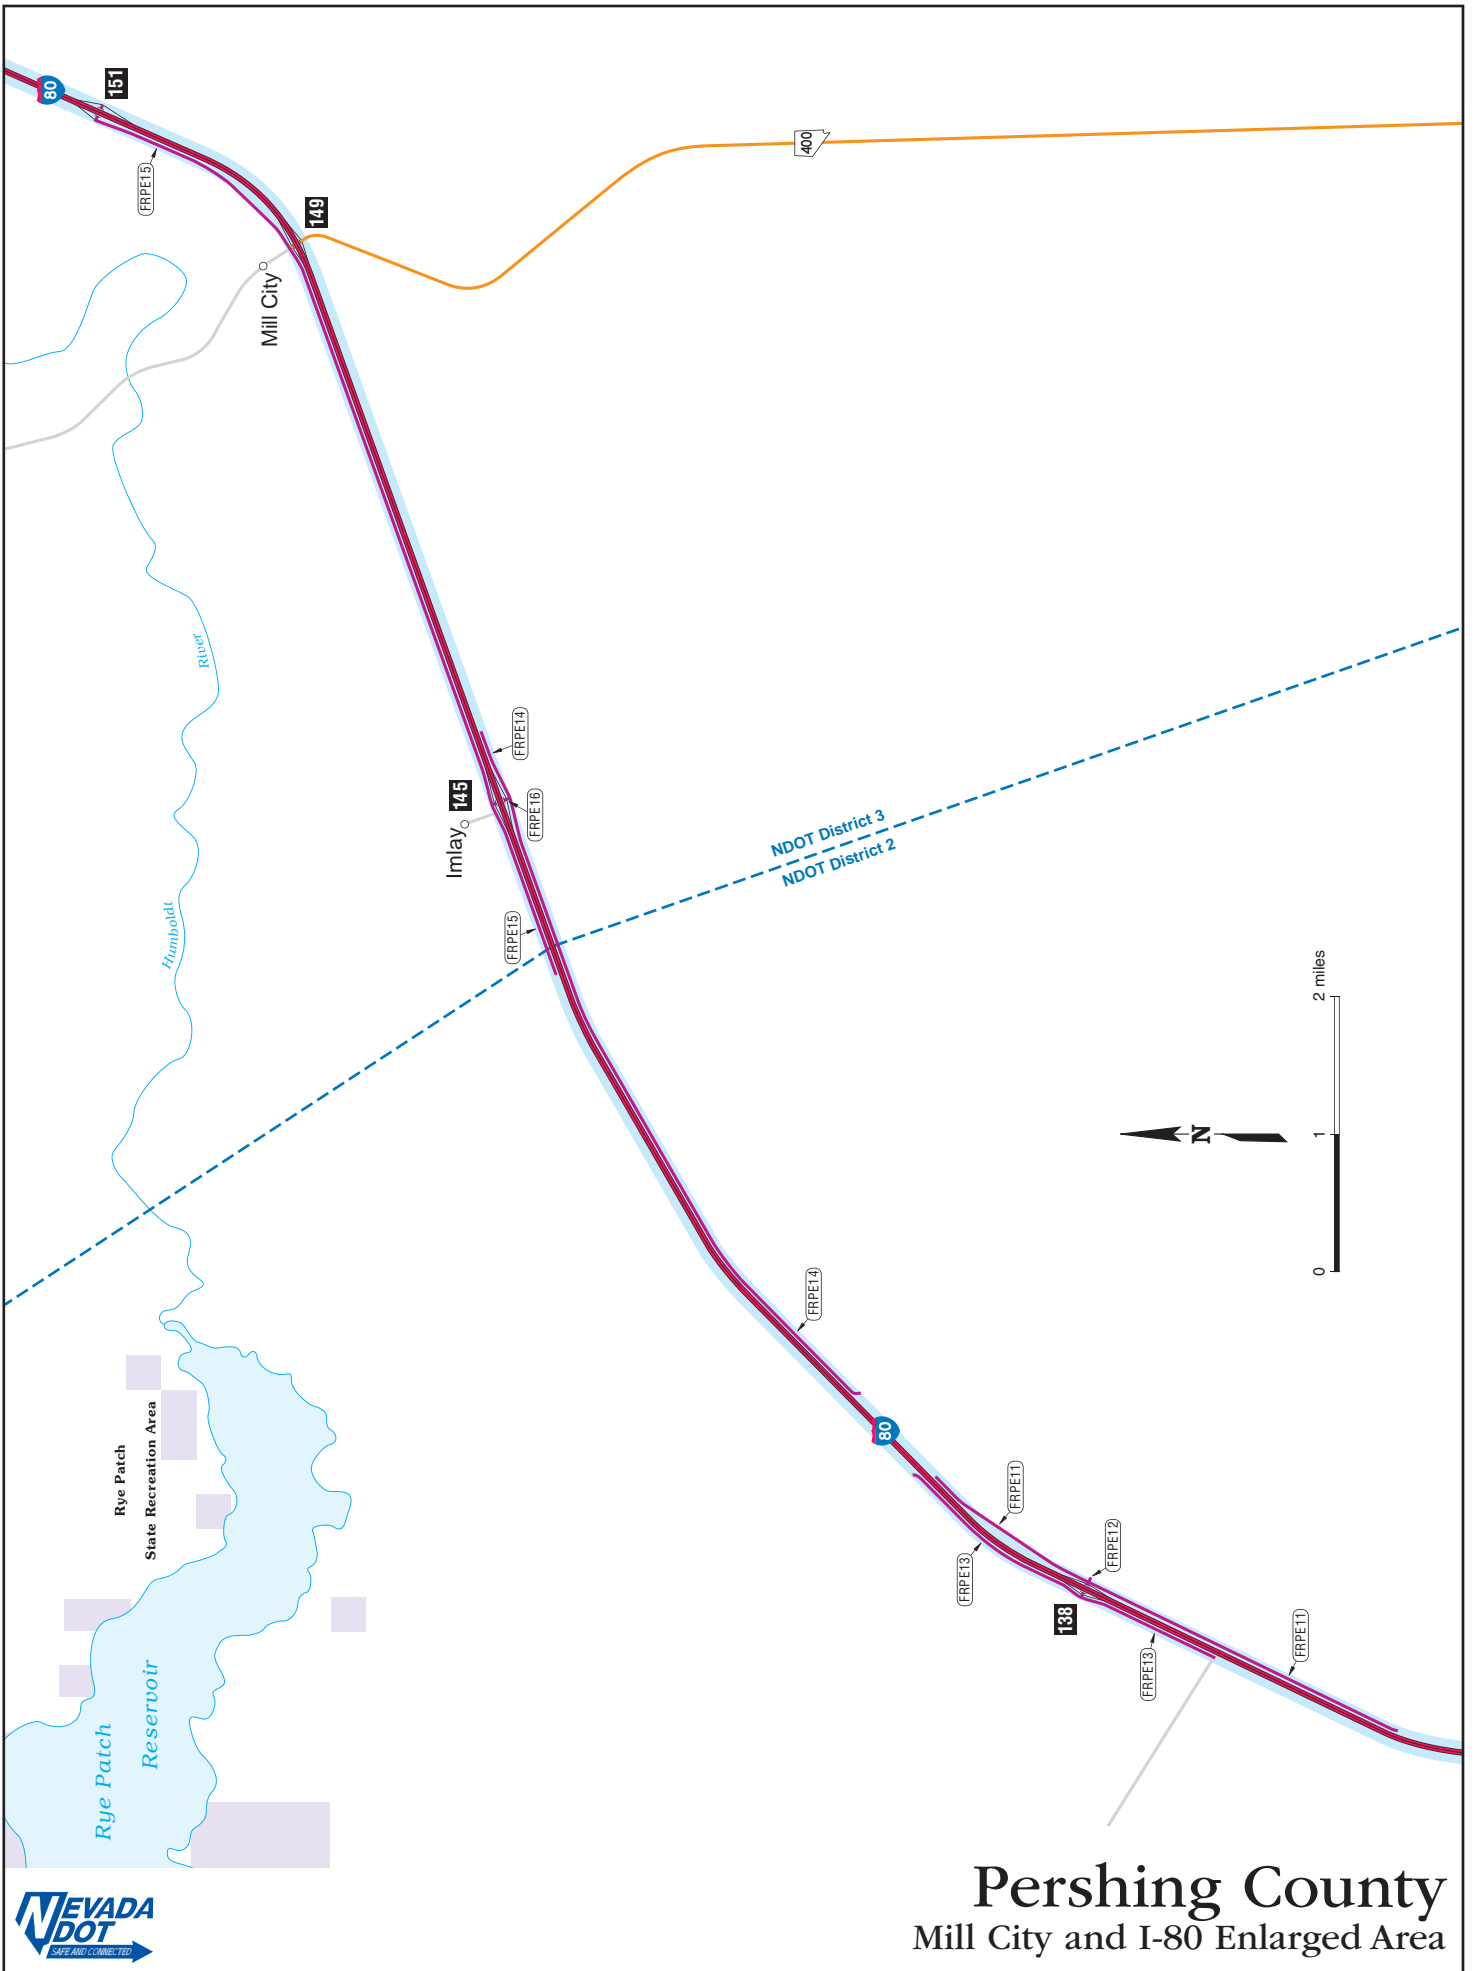 80
151
FRPE15
149
Mill City
400
River
Humboldt
FRPE14
145
Imlay
FRPE16
FRPE15
NDOT District 3
NDOT District 2
2 miles
1
0
N
FRPE14
80
Rye Patch
State Recreation Area
FRPE11
FRPE13
FRPE12
138
FRPE13
FRPE11
Rye Patch
Reservoir
NEVADA
DOT
SAFE AND CONNECTED
Pershing County
Mill City and I-80 Enlarged Area